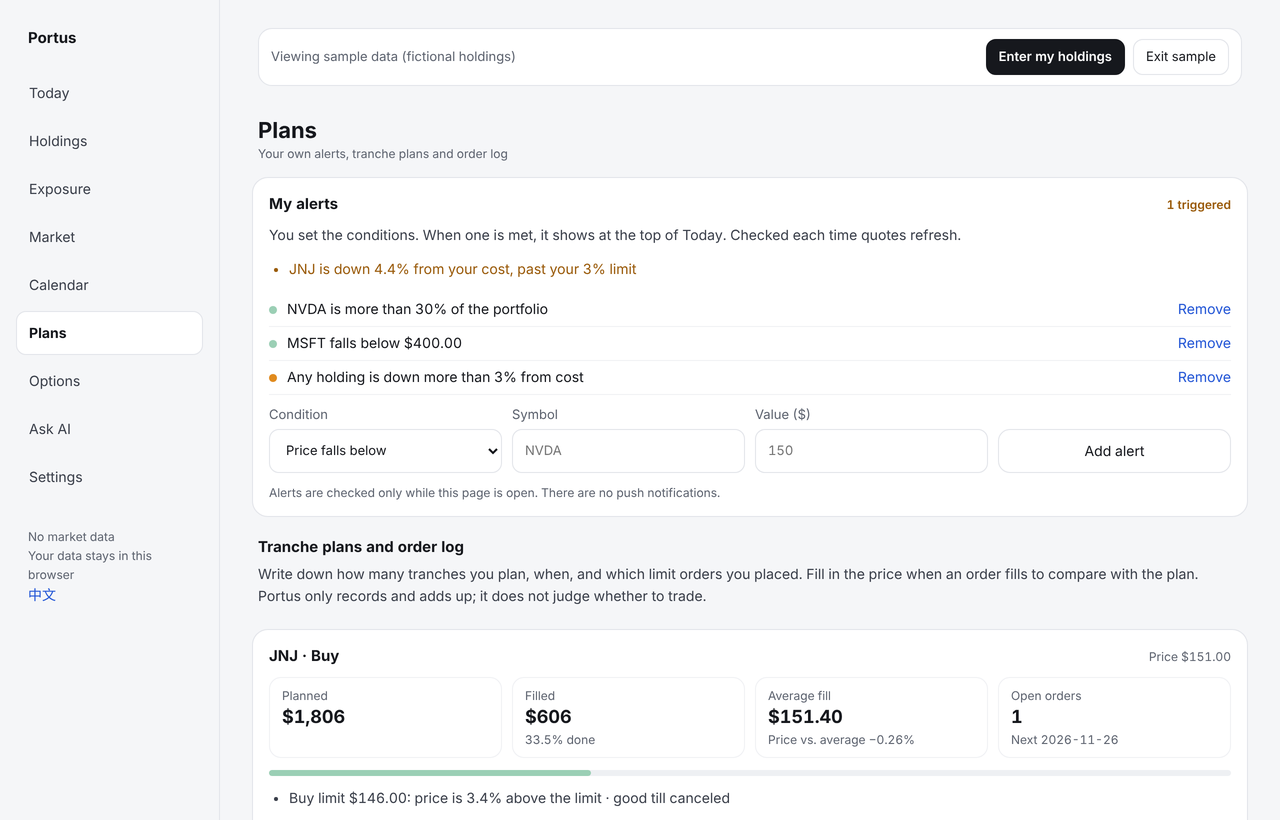 Portus
Today
Holdings
Exposure
Market
Calendar
Plans
Options
Ask AI
Settings
No market data
Your data stays in this
browser
中文
Viewing sample data (fictional holdings)
Enter my holdings
Exit sample
Plans
Your own alerts, tranche plans and order log
My alerts
1 triggered
You set the conditions. When one is met, it shows at the top of Today. Checked each time quotes refresh.
• JNJ is down 4.4% from your cost, past your 3% limit
NVDA is more than 30% of the portfolio
Remove
MSFT falls below $400.00
Remove
Any holding is down more than 3% from cost
Remove
Condition
Symbol
Value ($)
Price falls below
NVDA
150
Add alert
Alerts are checked only while this page is open. There are no push notifications.
Tranche plans and order log
Write down how many tranches you plan, when, and which limit orders you placed. Fill in the price when an order fills to compare with the plan.
Portus only records and adds up; it does not judge whether to trade.
JNJ · Buy
Price $151.00
Planned
$1,806
Filled
$606
33.5% done
Average fill
$151.40
Price vs. average −0.26%
Open orders
1
Next 2026-11-26
• Buy limit $146.00: price is 3.4% above the limit · good till canceled